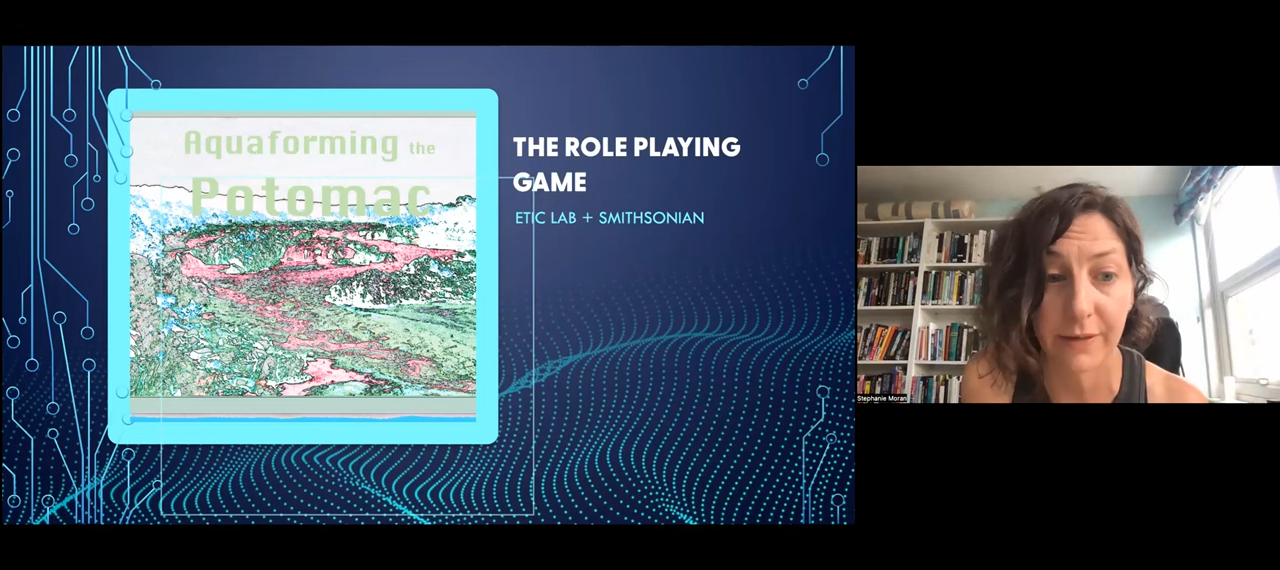 Aquaforming the
Potomac
THE ROLE PLAYING
GAME
ETIC LAB + SMITHSONIAN
Stephanie Moran